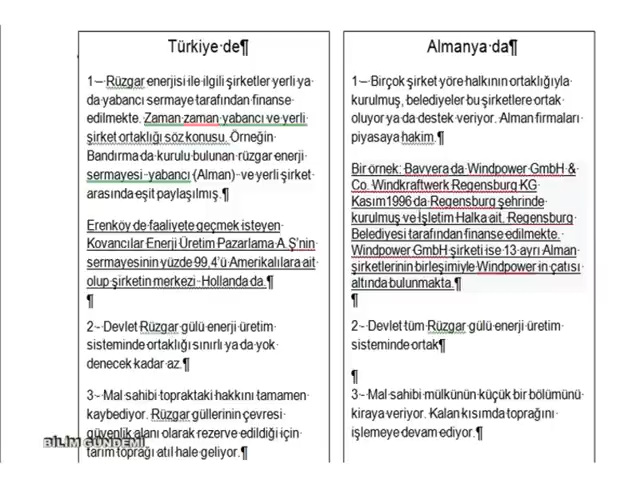 Türkiye·de¶
1·–·Rüzgar·enerjisi·ile·ilgili·şirketler·yerli·ya·
da·yabancı·sermaye·tarafından·finanse·
edilmekte.·Zaman·zaman·yabancı·ve·yerli·
şirket·ortaklığı·söz·konusu.·Örneğin·
Bandırma·da·kurulu·bulunan·rüzgar·enerji·
sermayesi·-yabancı·(Alman)·-·ve·yerli·şirket·
arasında·eşit·paylaşılmış.¶
Erenköy·de·faaliyete·geçmek·isteyen·
Kovancılar·Enerji·Üretim·Pazarlama·A.Ş’nin·
sermayesinin·yüzde·99,4’ü·Amerikalılara·ait·
olup·şirketin·merkezi·-·Hollanda·da.¶
¶
2·-·Devlet·Rüzgar·gülü·enerji·üretim·
sisteminde·ortaklığı·sınırlı·ya·da·yok·
denecek·kadar·az.¶
3·-·Mal·sahibi·topraktaki·hakkını·tamamen·
kaybediyor.·Rüzgar·güllerinin·çevresi·
güvenlik·alanı·olarak·rezerve·edildiği·için·
tarım·toprağı·atıl·hale·geliyor.¶
Almanya·da¶
1·–·Birçok·şirket·yöre·halkının·ortaklığıyla·
kurulmuş,·belediyeler·bu·şirketlere·ortak·
oluyor·ya·da·destek·veriyor.·Alman·firmaları·
piyasaya·hakim.¶
Bir·örnek:·Bavyera·da·Windpower·GmbH·&·
Co.·Windkraftwerk·Regensburg·KG·
Kasım1996'da·Regensburg·şehrinde·
kurulmuş·ve·İşletim·Halka·ait.·Regensburg·
Belediyesi·tarafından·finanse·edilmekte.·
Windpower·GmbH·şirketi·ise·13·ayrı·Alman·
şirketlerinin·birleşimiyle·Windpower·in·çatısı·
altında·bulunmakta.¶
¶
2·-·Devlet·tüm·Rüzgar·gülü·enerji·üretim·
sisteminde·ortak¶
¶
3·-·Mal·sahibi·mülkünün·küçük·bir·bölümünü·
kiraya·veriyor.·Kalan·kısımda·toprağını·
işlemeye·devam·ediyor.¶
BİLİM GÜNDEMİ